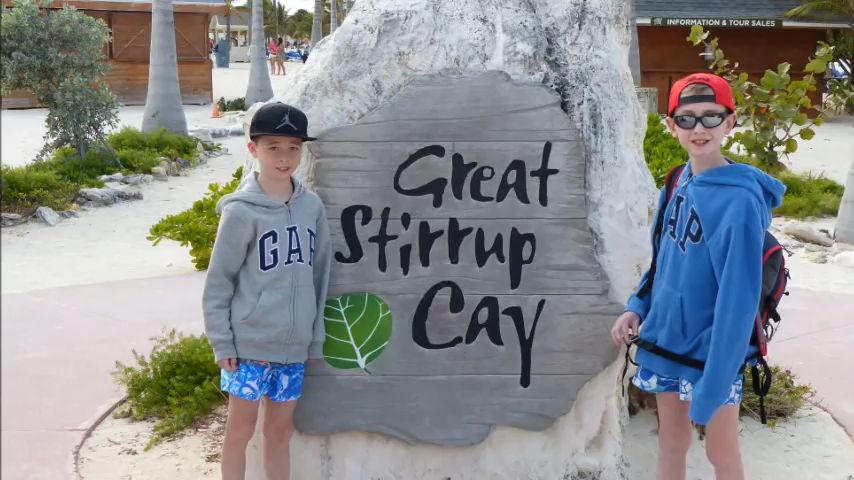 INFORMATION & TOUR SALES
Great
Stirrup
Cay
GAP
GAP